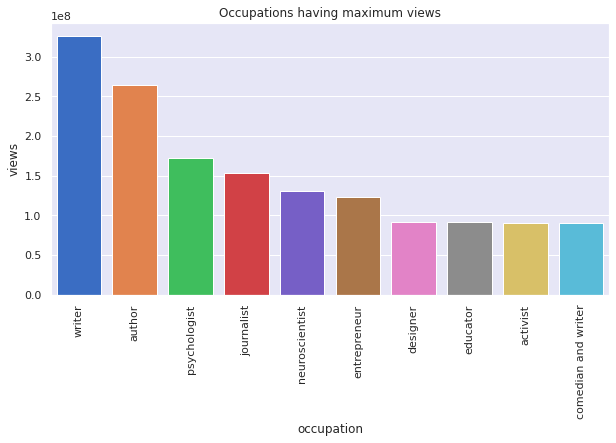 Occupations having maximum views
1e8
3.0
2.5
2.0
1.5
1.0
0.5
0.0
views
writer
author
psychologist
journalist
neuroscientist
entrepreneur
designer
educator
activist
comedian and writer
occupation